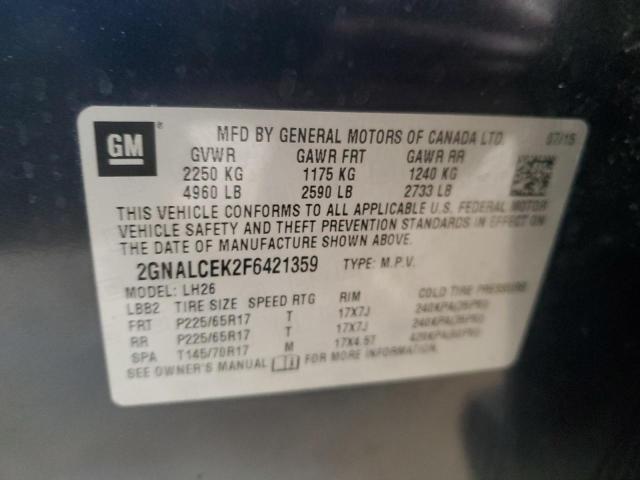 GM ® MFD BY GENERAL MOTORS OF CANADA LTD. 07/15
GVWR GAWR FRT GAWR RR
2250 KG 1175 KG 1240 KG
4960 LB 2590 LB 2733 LB
THIS VEHICLE CONFORMS TO ALL APPLICABLE U.S. FEDERAL MOTOR
VEHICLE SAFETY AND THEFT PREVENTION STANDARDS IN EFFECT ON
THE DATE OF MANUFACTURE SHOWN ABOVE.
2GNALCEK2F6421359 TYPE: M.P.V.
MODEL: LH26
LBB2 TIRE SIZE SPEED RTG RIM COLD TIRE PRESSURE
FRT P225/65R17 T 17X7J 240KPA(35PSI)
RR P225/65R17 T 17X7J 240KPA(35PSI)
SPA T145/70R17 M 17X4.5T 420KPA(60PSI)
SEE OWNER'S MANUAL FOR MORE INFORMATION.